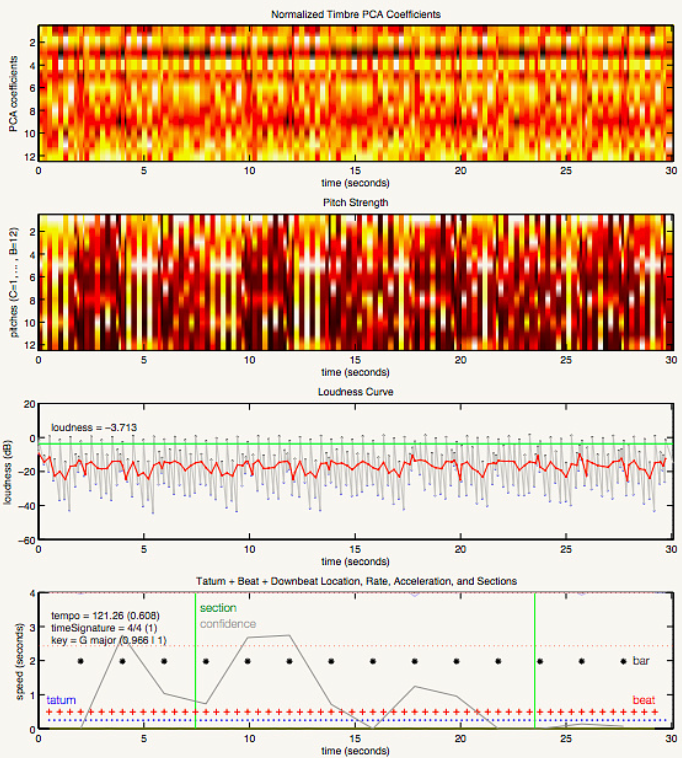 Normalized Timbre PCA Coefficients
PCA coefficients
2
4
6
8
10
12
0 5 10 15 20 25 30
time (seconds)
Pitch Strength
pitches (C=1, ... , B=12)
2
4
6
8
10
12
0 5 10 15 20 25 30
time (seconds)
Loudness Curve
loudness (dB)
20
0
−20
−40
−60
loudness = −3.713
0 5 10 15 20 25 30
time (seconds)
Tatum + Beat + Downbeat Location, Rate, Acceleration, and Sections
speed (seconds)
4
3
2
1
0
tempo = 121.26 (0.608)
timeSignature = 4/4 (1)
key = G major (0.966 | 1)
section
confidence
bar
tatum
beat
0 5 10 15 20 25 30
time (seconds)